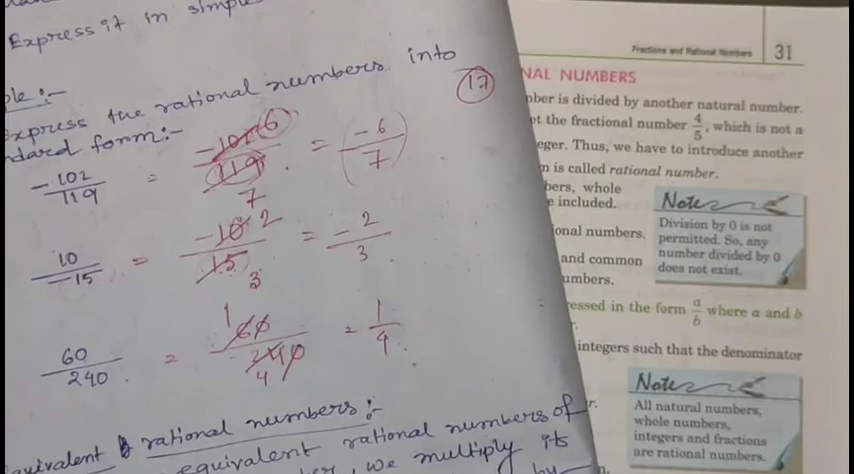 Express it in simple
ple :-
express the rational numbers into
ndard form:-
17
-102/119 = -102 6/119 7 = (-6/7)
10/-15 = -10 2/15 3 = -2/3
60/240 = 1 60/240 4 = 1/4
quivalent rational numbers :-
equivalent rational numbers of
, we multiply its
by
Fractions and Rational Numbers 31
NAL NUMBERS
nber is divided by another natural number.
et the fractional number 4/5, which is not a
eger. Thus, we have to introduce another
n is called rational number.
bers, whole
e included.
ional numbers.
and common
umbers.
Note
Division by 0 is not
permitted. So, any
number divided by 0
does not exist.
essed in the form a/b where a and b
r.
integers such that the denominator
r.
Note
All natural numbers,
whole numbers,
integers and fractions
are rational numbers.
n.